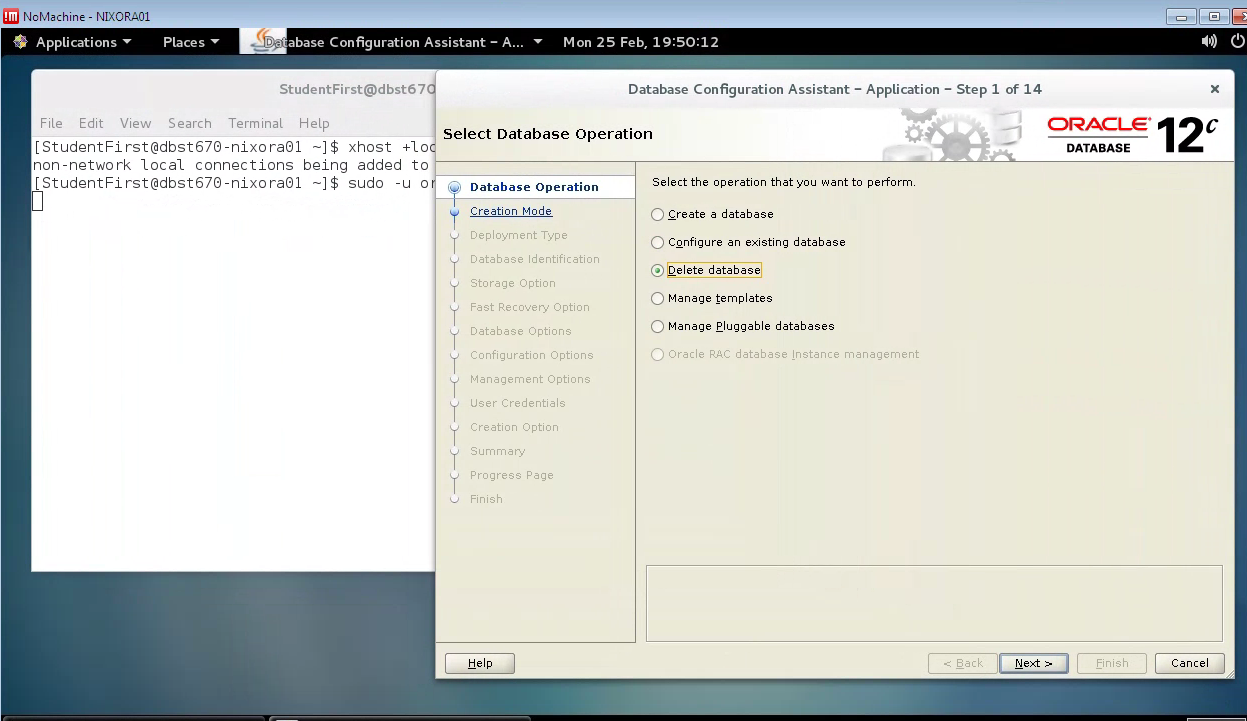 NoMachine - NIXORA01
Applications Places Database Configuration Assistant – A... Mon 25 Feb, 19:50:12
StudentFirst@dbst670
File Edit View Search Terminal Help
[StudentFirst@dbst670-nixora01 ~]$ xhost +loc
non-network local connections being added to
[StudentFirst@dbst670-nixora01 ~]$ sudo -u or
Database Configuration Assistant – Application – Step 1 of 14
Select Database Operation
ORACLE
DATABASE
12c
Database Operation
Creation Mode
Deployment Type
Database Identification
Storage Option
Fast Recovery Option
Database Options
Configuration Options
Management Options
User Credentials
Creation Option
Summary
Progress Page
Finish
Select the operation that you want to perform.
Create a database
Configure an existing database
Delete database
Manage templates
Manage Pluggable databases
Oracle RAC database Instance management
Help < Back Next > Finish Cancel